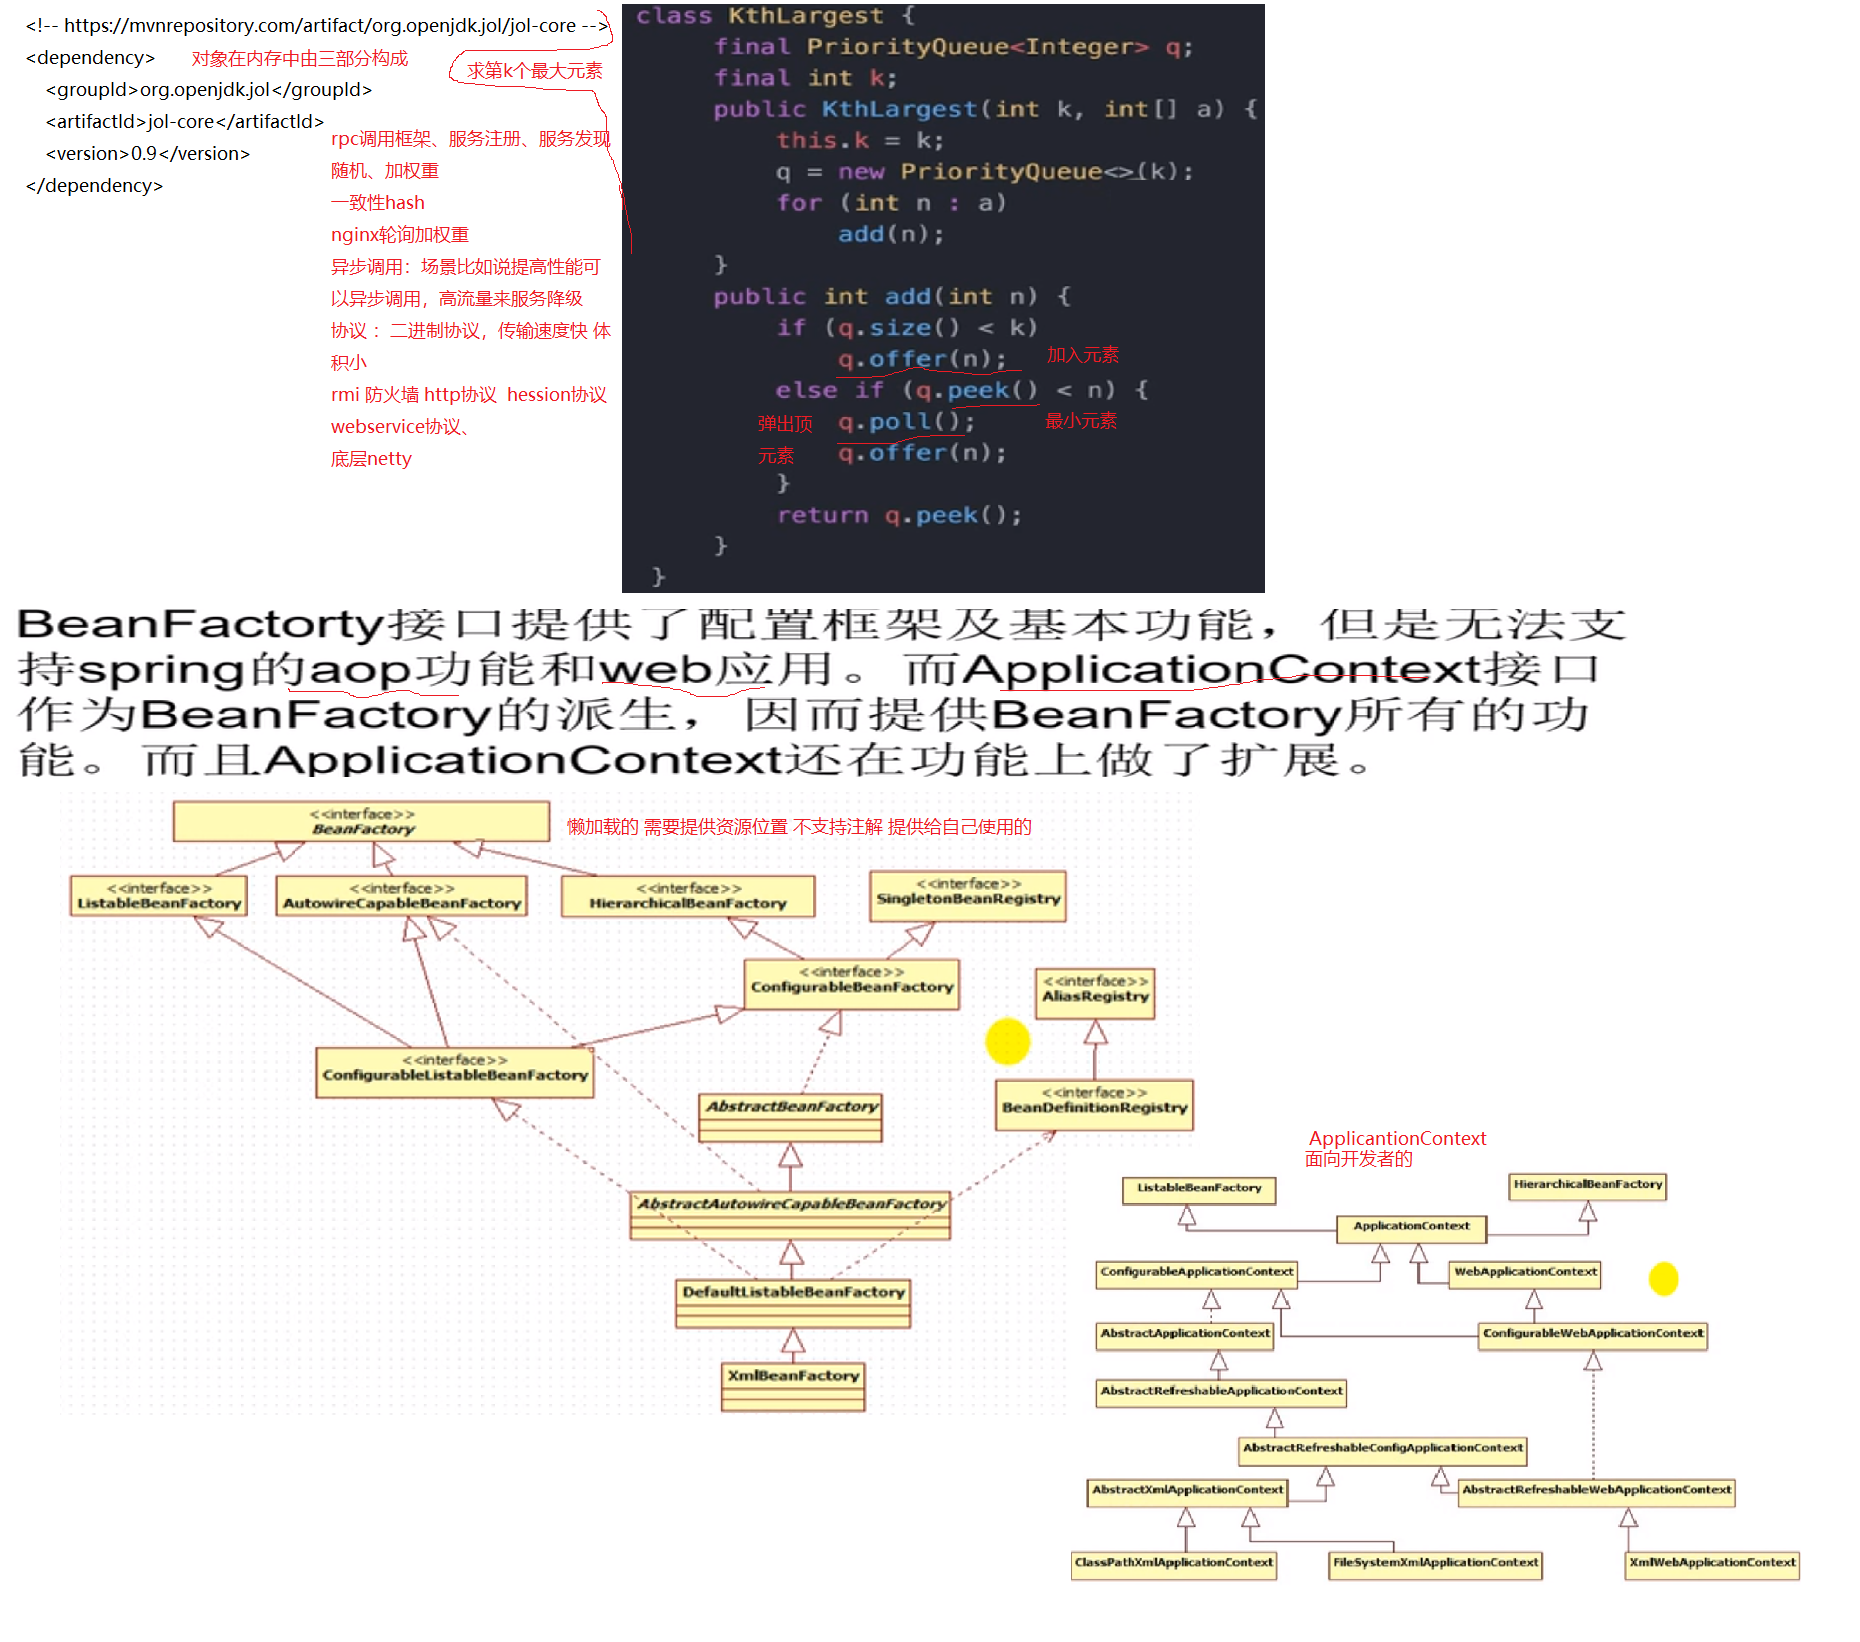 <!-- https://mvnrepository.com/artifact/org.openjdk.jol/jol-core -->
<dependency>
对象在内存中由三部分构成
<groupId>org.openjdk.jol</groupId>
<artifactId>jol-core</artifactId>
<version>0.9</version>
</dependency>
求第k个最大元素
rpc调用框架、服务注册、服务发现
随机、加权重
一致性hash
nginx轮询加权重
异步调用：场景比如说提高性能可
以异步调用，高流量来服务降级
协议 ：二进制协议，传输速度快 体
积小
rmi 防火墙 http协议 hession协议
webservice协议、
底层netty
class KthLargest {
final PriorityQueue<Integer> q;
final int k;
public KthLargest(int k, int[] a) {
this.k = k;
q = new PriorityQueue<>(k);
for (int n : a)
add(n);
}
public int add(int n) {
if (q.size() < k)
q.offer(n);
加入元素
else if (q.peek() < n) {
最小元素
弹出顶
元素
q.poll();
q.offer(n);
}
return q.peek();
}
}
BeanFactorty接口提供了配置框架及基本功能，但是无法支
持spring的aop功能和web应用。而ApplicationContext接口
作为BeanFactory的派生，因而提供BeanFactory所有的功
能。而且ApplicationContext还在功能上做了扩展。
<<interface>>
BeanFactory
懒加载的 需要提供资源位置 不支持注解 提供给自己使用的
<<interface>>
ListableBeanFactory
<<interface>>
AutowireCapableBeanFactory
<<interface>>
HierarchicalBeanFactory
<<interface>>
SingletonBeanRegistry
<<interface>>
ConfigurableBeanFactory
<<interface>>
AliasRegistry
<<interface>>
ConfigurableListableBeanFactory
AbstractBeanFactory
<<interface>>
BeanDefinitionRegistry
AbstractAutowireCapableBeanFactory
DefaultListableBeanFactory
XmlBeanFactory
ApplicantionContext
面向开发者的
ListableBeanFactory
HierarchicalBeanFactory
ApplicationContext
ConfigurableApplicationContext
WebApplicationContext
AbstractApplicationContext
ConfigurableWebApplicationContext
AbstractRefreshableApplicationContext
AbstractRefreshableConfigApplicationContext
AbstractXmlApplicationContext
AbstractRefreshableWebApplicationContext
ClassPathXmlApplicationContext
FileSystemXmlApplicationContext
XmlWebApplicationContext